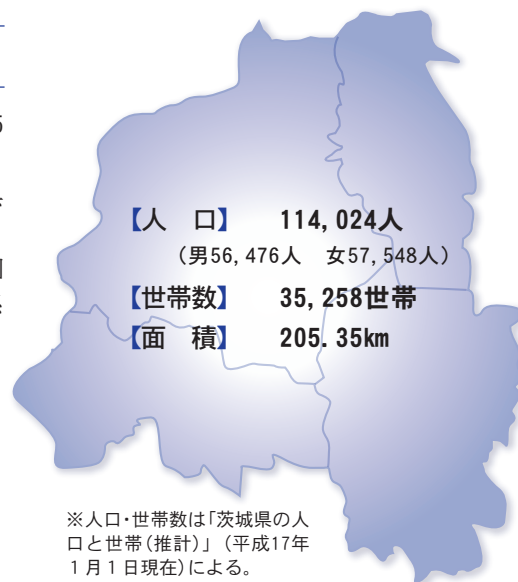 【人　口】　114,024人
（男56,476人　女57,548人）
【世帯数】　35,258世帯
【面　積】　205.35km
※人口・世帯数は「茨城県の人
口と世帯（推計）」（平成17年
１月１日現在）による。